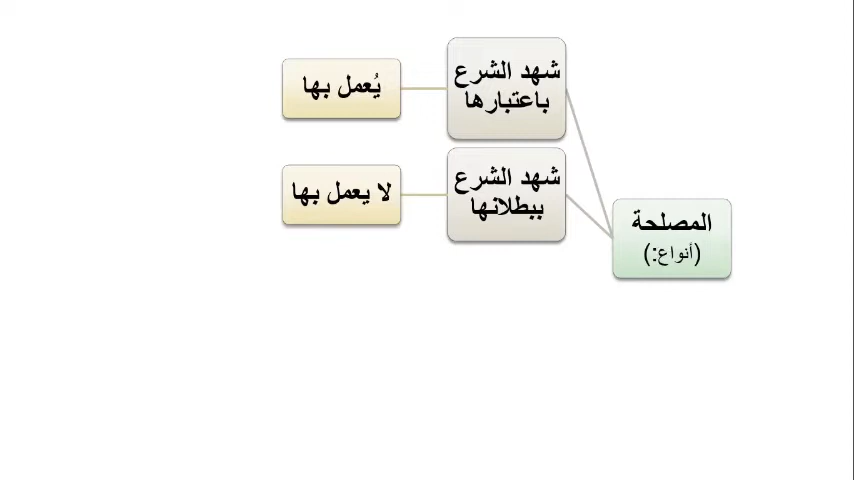 المصلحة
(أنواع:)
شهد الشرع
باعتبارها
يُعمل بها
شهد الشرع
ببطلانها
لا يعمل بها